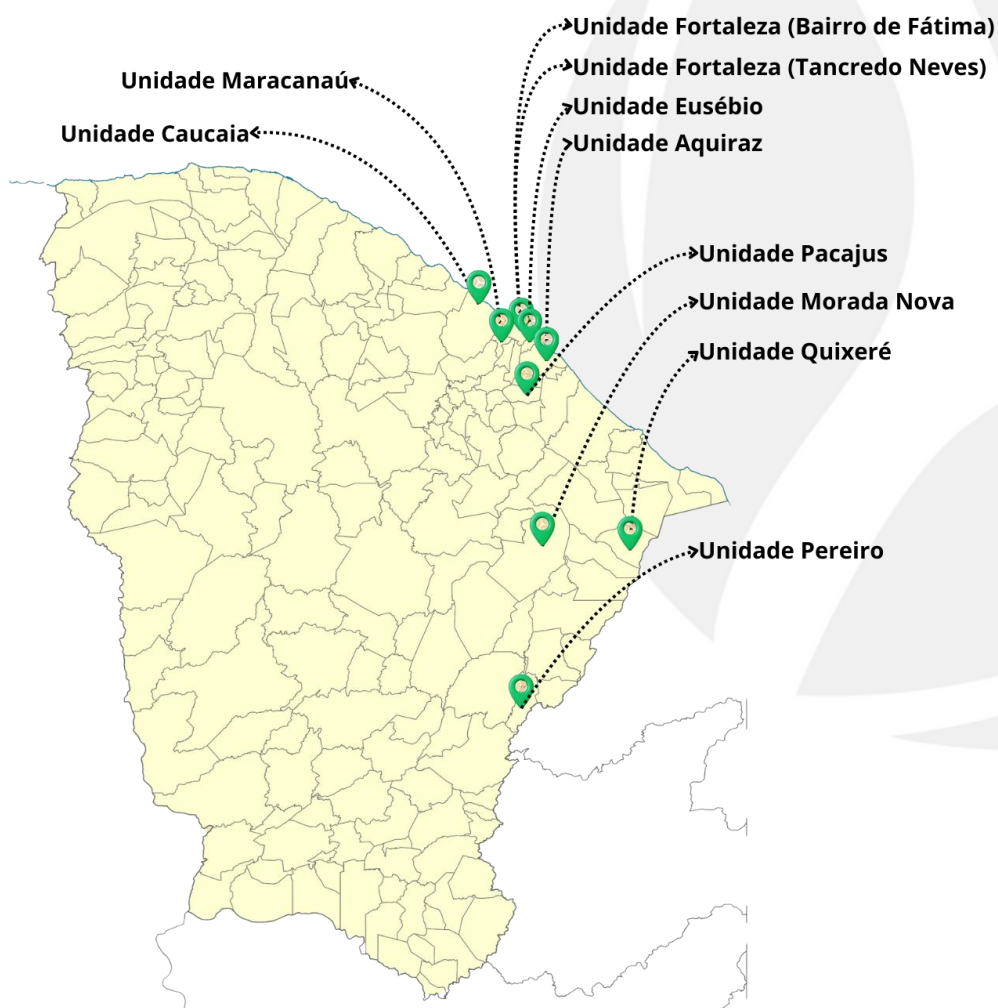 Unidade Fortaleza (Bairro de Fátima)
Unidade Fortaleza (Tancredo Neves)
Unidade Maracanaú
Unidade Eusébio
Unidade Caucaia
Unidade Aquiraz
Unidade Pacajus
Unidade Morada Nova
Unidade Quixeré
Unidade Pereiro